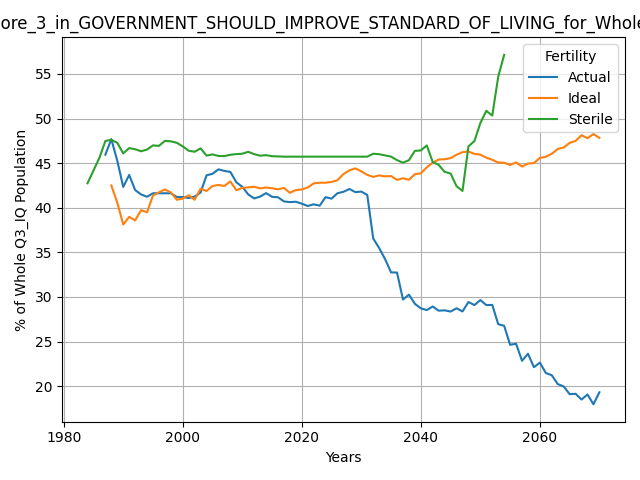 ore_3_in_GOVERNMENT_SHOULD_IMPROVE_STANDARD_OF_LIVING_for_Whole
Fertility
Actual
Ideal
Sterile
% of Whole Q3_IQ Population
55
50
45
40
35
30
25
20
1980
2000
2020
2040
2060
Years